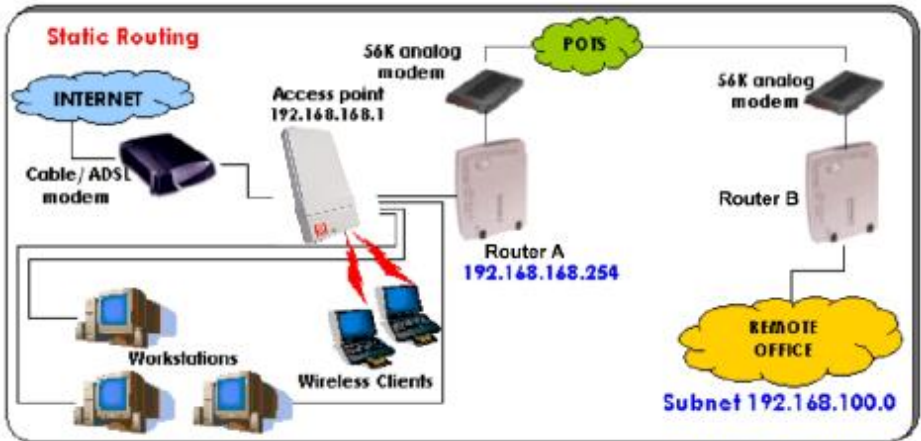 Static Routing
INTERNET
Cable/ ADSL
modem
Access point
192.168.168.1
56K analog
modem
POTS
56K analog
modem
Router A
192.168.168.254
Router B
Workstations
Wireless Clients
REMOTE
OFFICE
Subnet 192.168.100.0